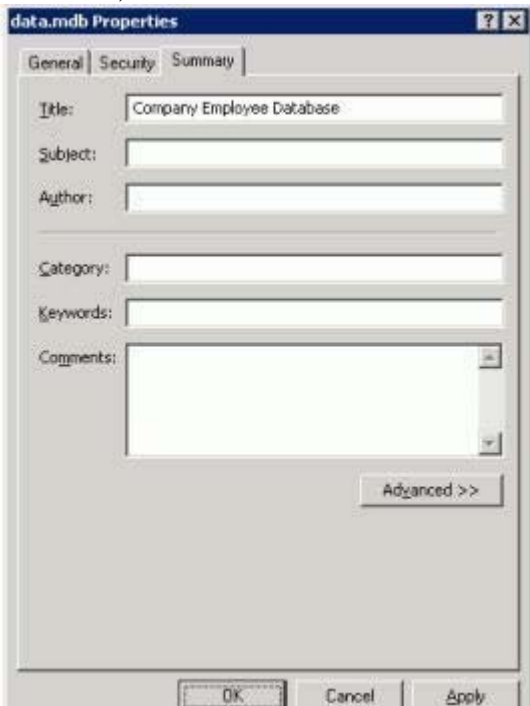 data.mdb Properties
General Security Summary
Title: Company Employee Database
Subject:
Author:
Category:
Keywords:
Comments:
Advanced >>
OK Cancel Apply